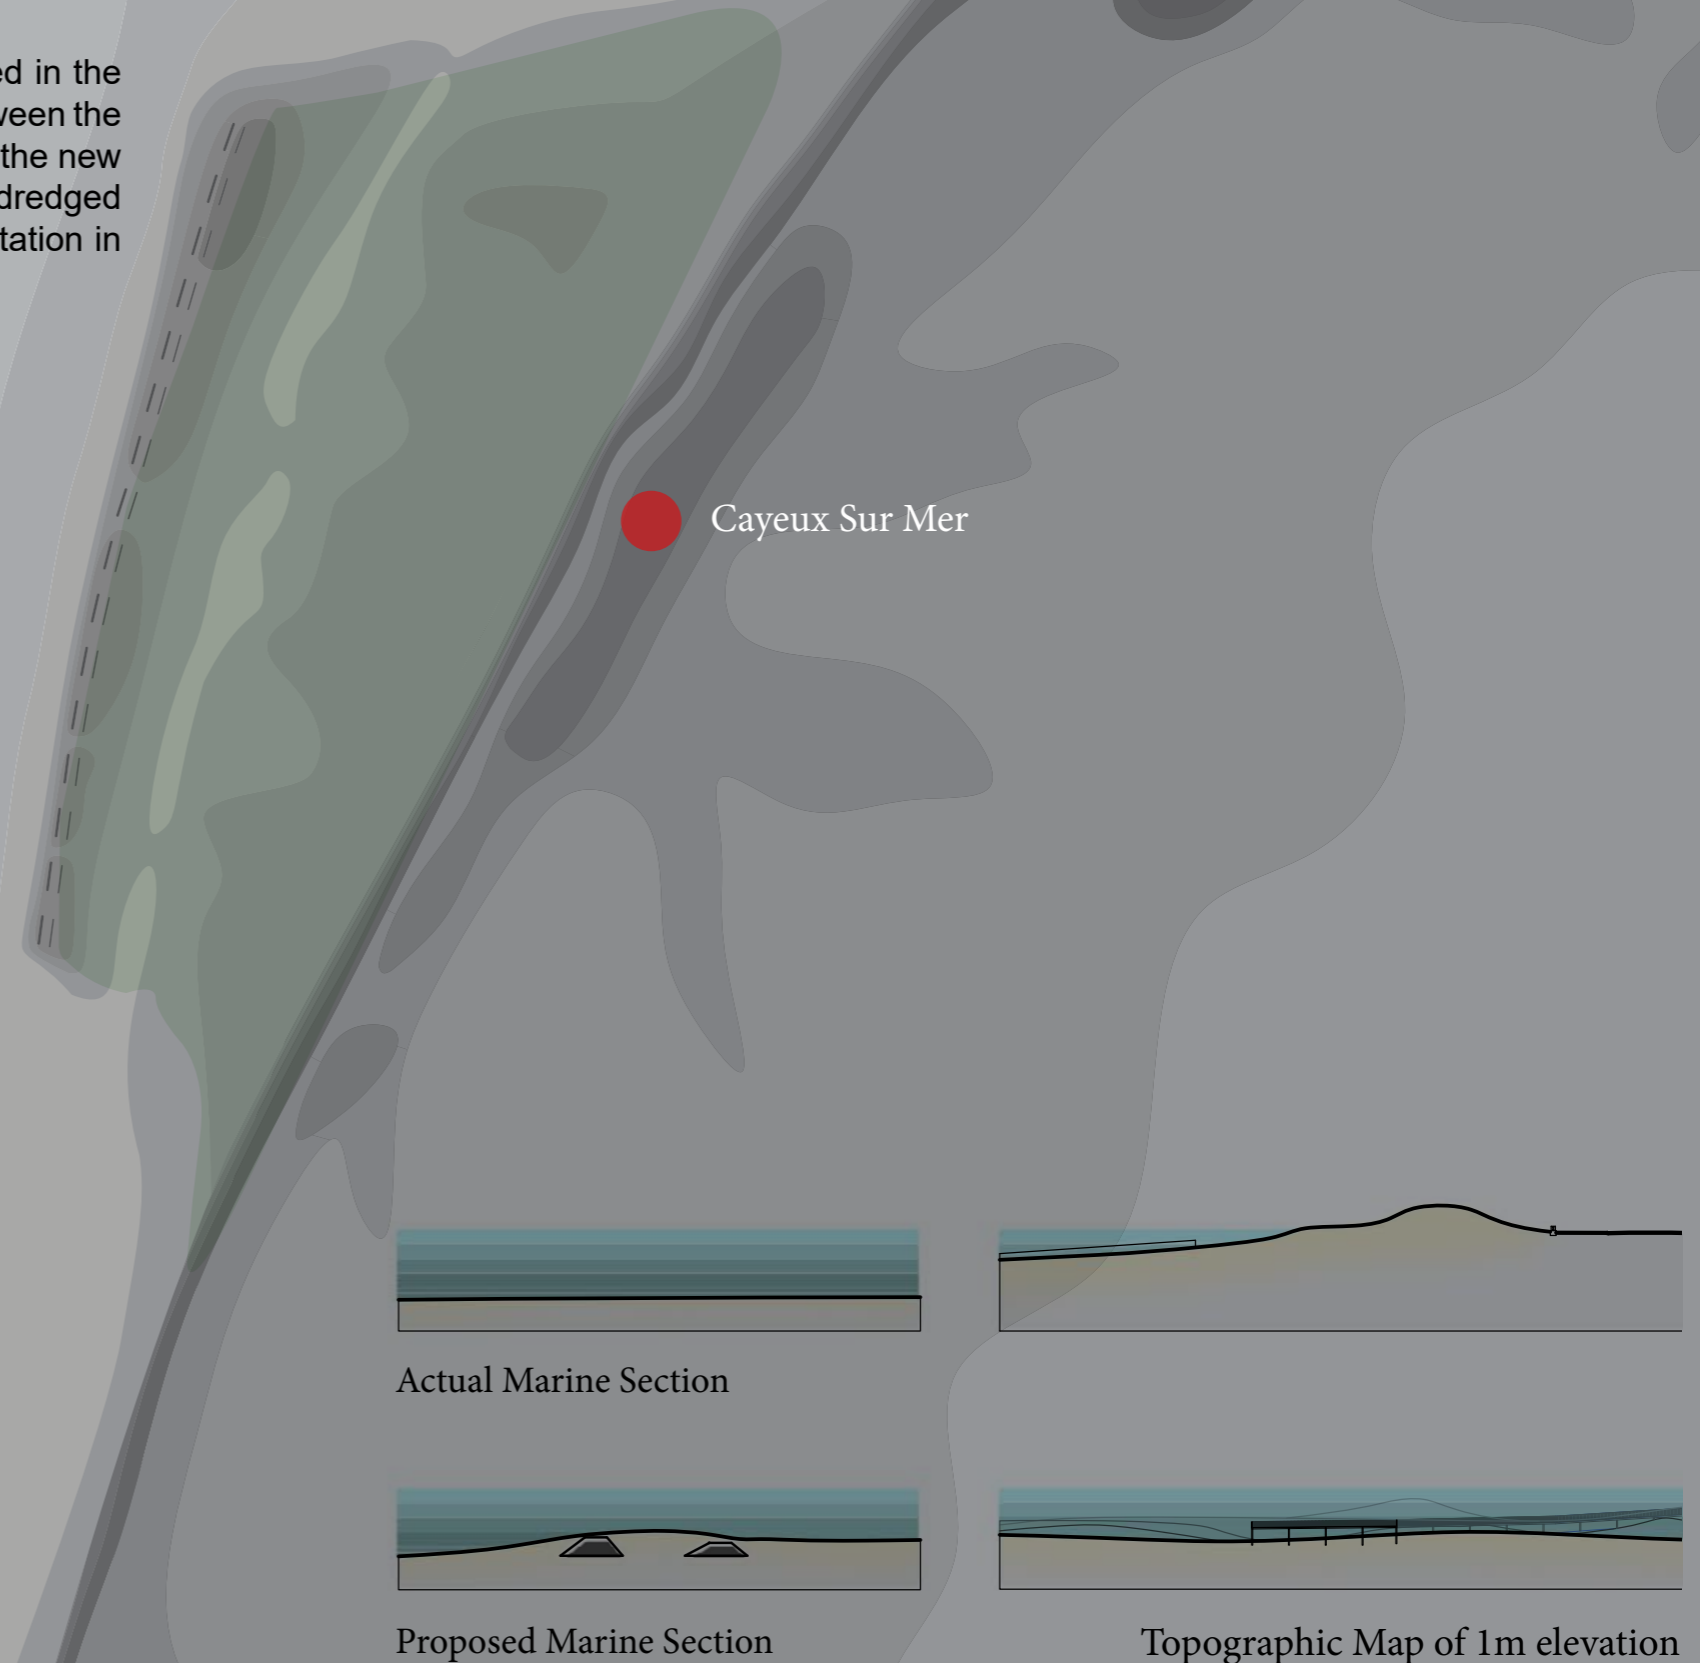 ed in the
ween the
the new
dredged
tation in
Cayeux Sur Mer
Actual Marine Section
Proposed Marine Section
Topographic Map of 1m elevation